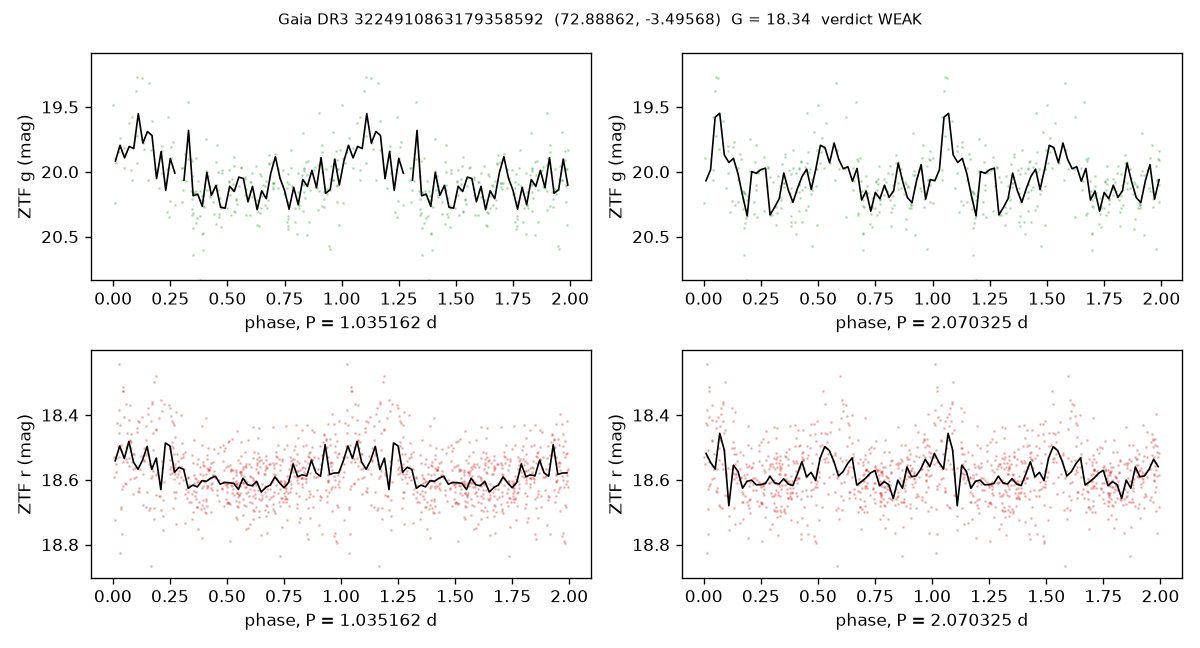 Gaia DR3 3224910863179358592 (72.88862, -3.49568) G = 18.34 verdict WEAK
ZTF g (mag)
19.5
20.0
20.5
0.00 0.25 0.50 0.75 1.00 1.25 1.50 1.75 2.00
phase, P = 1.035162 d
ZTF g (mag)
19.5
20.0
20.5
0.00 0.25 0.50 0.75 1.00 1.25 1.50 1.75 2.00
phase, P = 2.070325 d
ZTF r (mag)
18.4
18.6
18.8
0.00 0.25 0.50 0.75 1.00 1.25 1.50 1.75 2.00
phase, P = 1.035162 d
ZTF r (mag)
18.4
18.6
18.8
0.00 0.25 0.50 0.75 1.00 1.25 1.50 1.75 2.00
phase, P = 2.070325 d